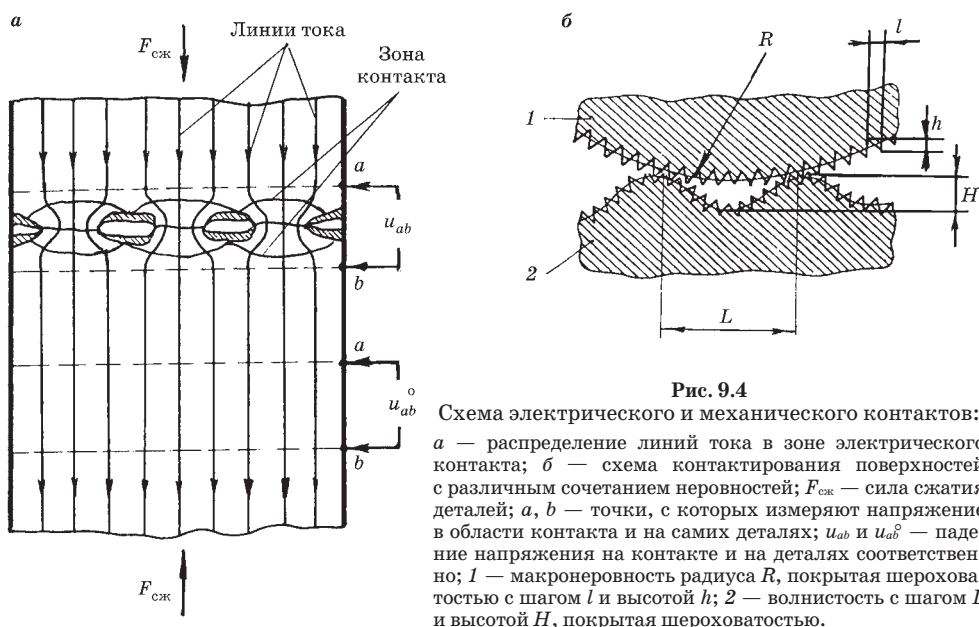 а
F сж
Линии тока
Зона
контакта
a
u ab
b
a
u ab o
b
F сж
б
R
l
1
h
H
2
L
Рис. 9.4
Схема электрического и механического контактов:
а — распределение линий тока в зоне электрического
контакта; б — схема контактирования поверхностей
с различным сочетанием неровностей; Fсж — сила сжатия
деталей; a, b — точки, с которых измеряют напряжение
в области контакта и на самих деталях; uab и u°ab — паде-
ние напряжения на контакте и на деталях соответствен-
но; 1 — макронеровность радиуса R, покрытая шерохова-
тостью с шагом l и высотой h; 2 — волнистость с шагом L
и высотой H, покрытая шероховатостью.